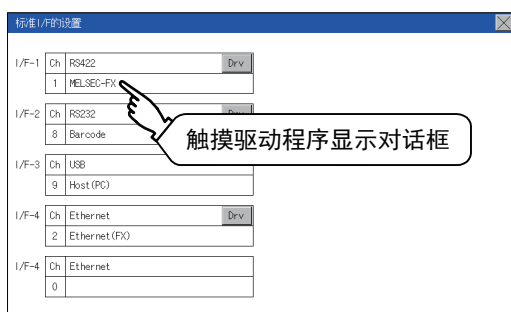 标准I/F的设置
I/F-1 Ch RS422 Drv
1 MELSEC-FX
I/F-2 Ch RS232
8 Barcode
触摸驱动程序显示对话框
I/F-3 Ch USB
9 Host(PC)
I/F-4 Ch Ethernet Drv
2 Ethernet(FX)
I/F-4 Ch Ethernet
0